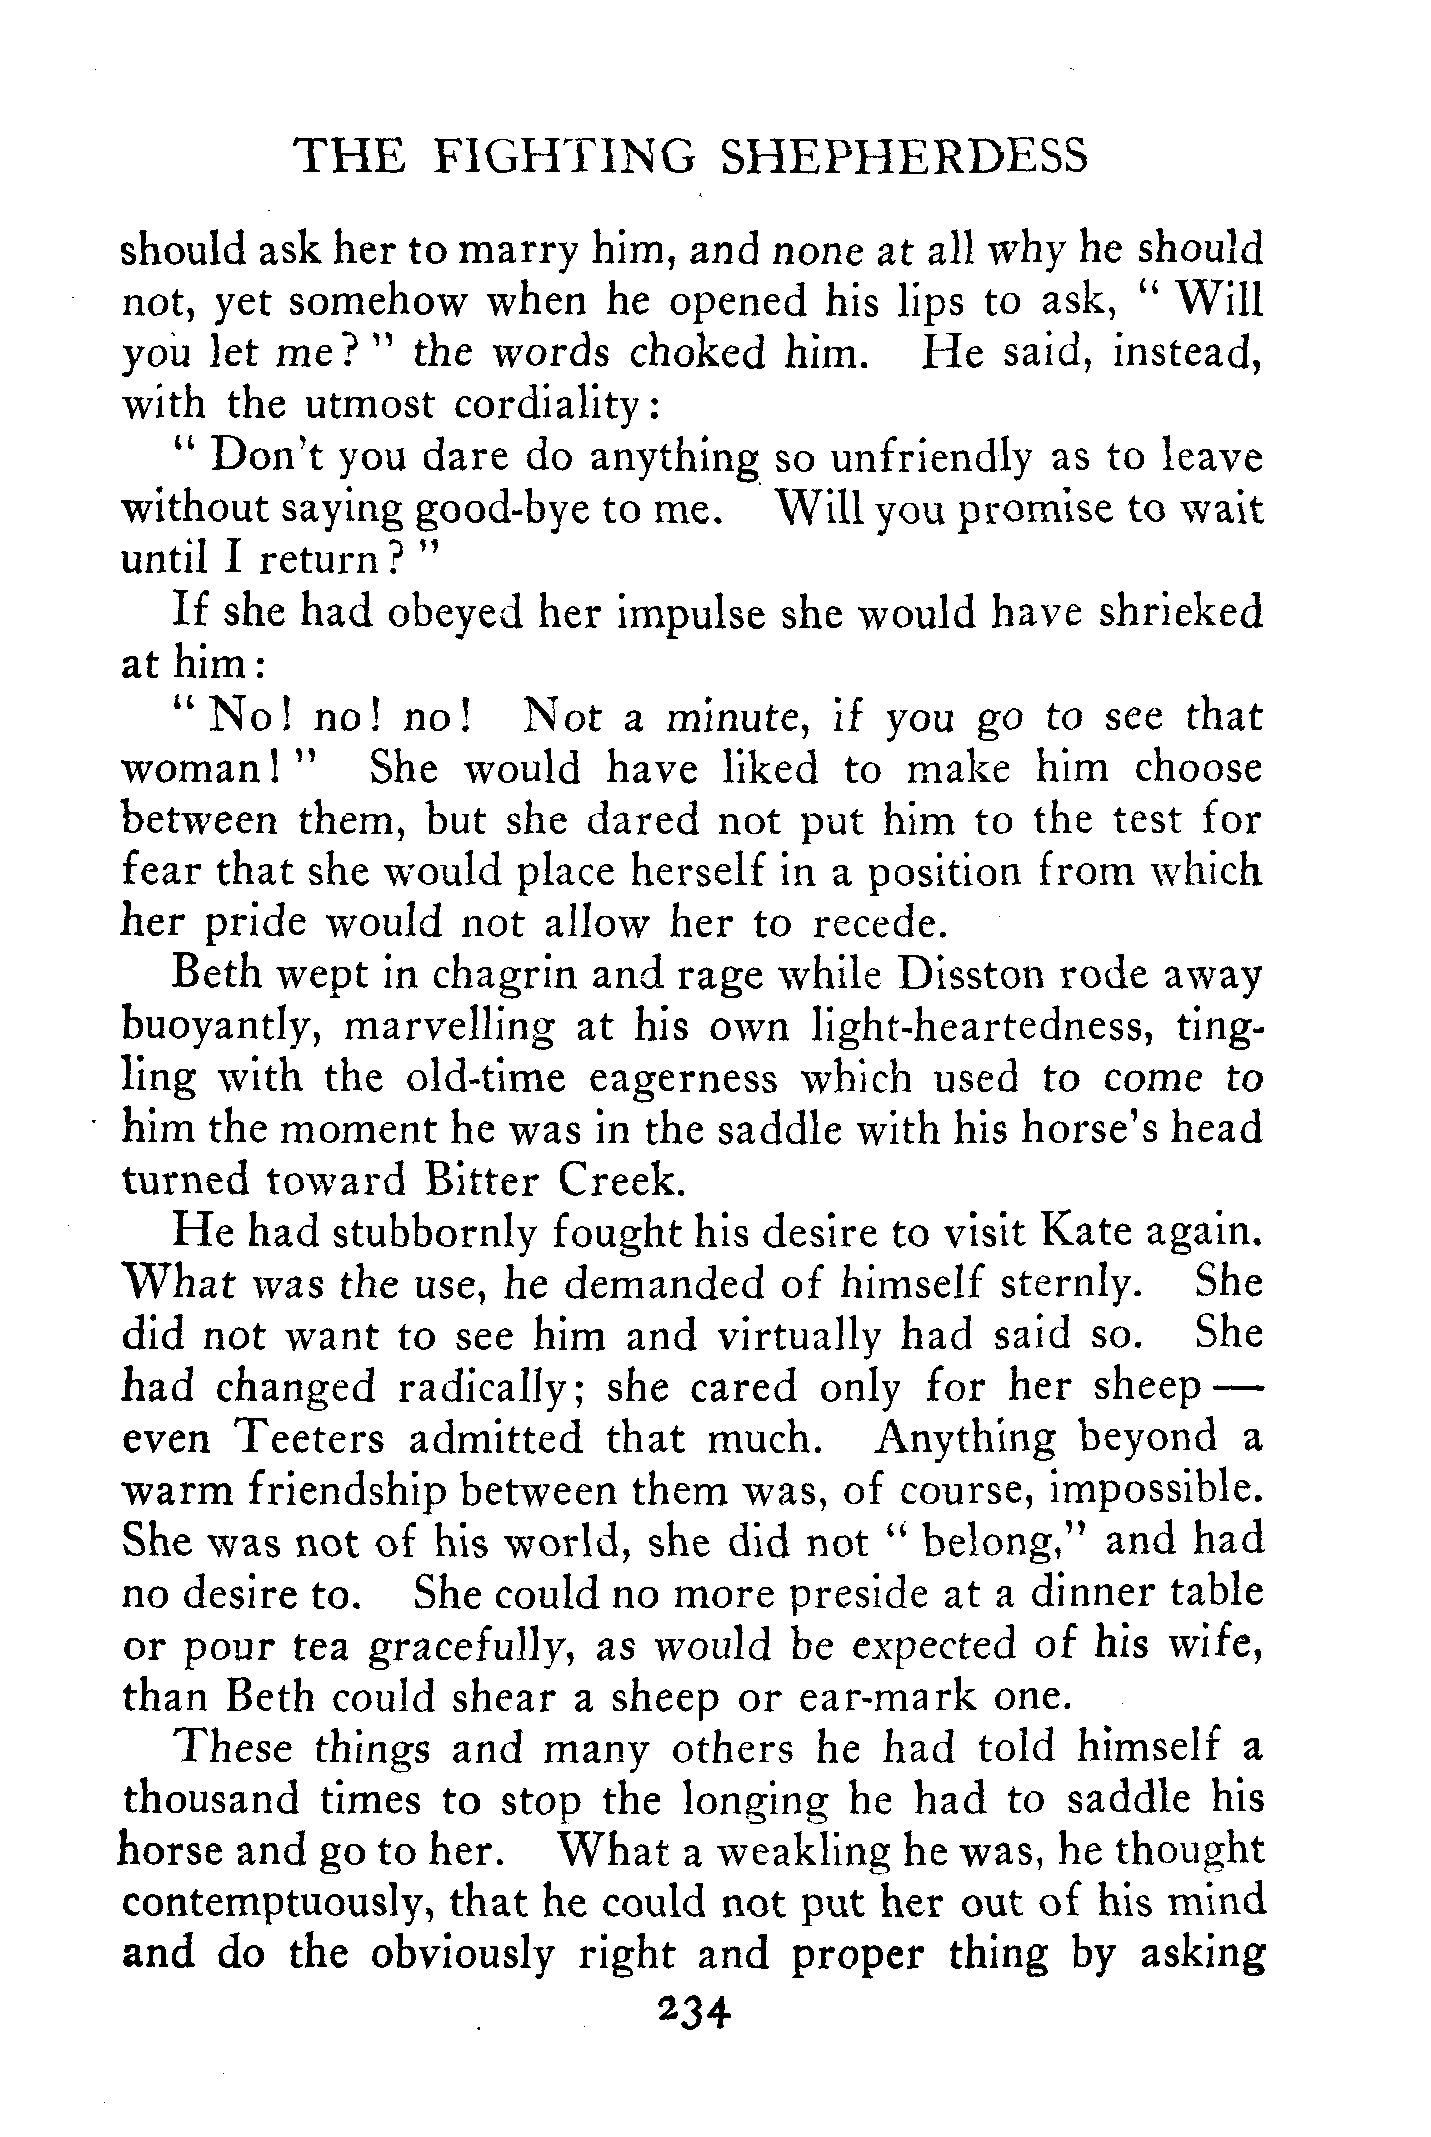 THE FIGHTING SHEPHERDESS
should ask her to marry him, and none at all why he should
not, yet somehow when he opened his lips to ask, " Will
you let me? " the words choked him. He said, instead,
with the utmost cordiality:
" Don't you dare do anything so unfriendly as to leave
without saying good-bye to me. Will you promise to wait
until I return? "
If she had obeyed her impulse she would have shrieked
at him:
" No! no! no! Not a minute, if you go to see that
woman! " She would have liked to make him choose
between them, but she dared not put him to the test for
fear that she would place herself in a position from which
her pride would not allow her to recede.
Beth wept in chagrin and rage while Disston rode away
buoyantly, marvelling at his own light-heartedness, ting-
ling with the old-time eagerness which used to come to
him the moment he was in the saddle with his horse's head
turned toward Bitter Creek.
He had stubbornly fought his desire to visit Kate again.
What was the use, he demanded of himself sternly. She
did not want to see him and virtually had said so. She
had changed radically; she cared only for her sheep —
even Teeters admitted that much. Anything beyond a
warm friendship between them was, of course, impossible.
She was not of his world, she did not " belong," and had
no desire to. She could no more preside at a dinner table
or pour tea gracefully, as would be expected of his wife,
than Beth could shear a sheep or ear-mark one.
These things and many others he had told himself a
thousand times to stop the longing he had to saddle his
horse and go to her. What a weakling he was, he thought
contemptuously, that he could not put her out of his mind
and do the obviously right and proper thing by asking
234